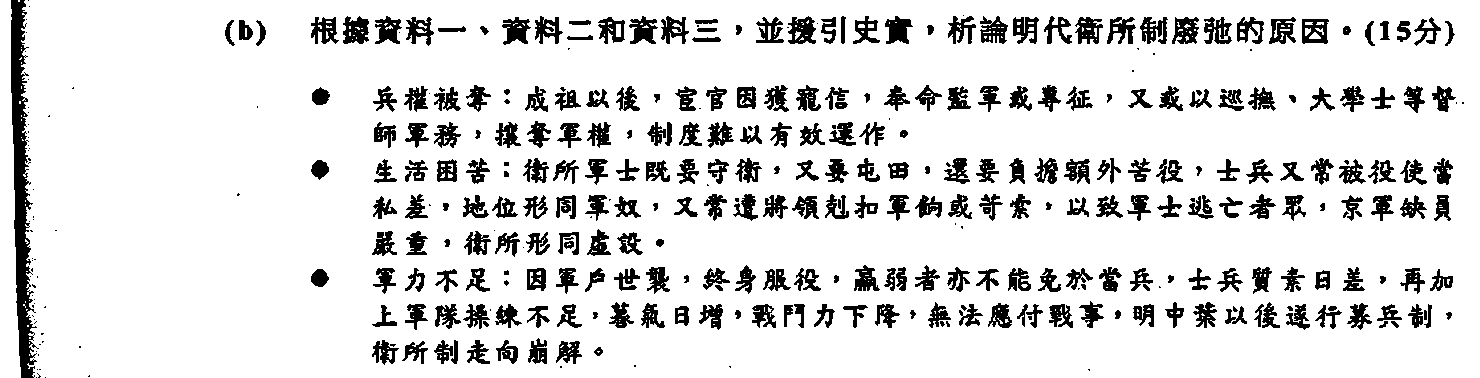 (b) 根據資料一、資料二和資料三，並援引史實，析論明代衛所制廢弛的原因。(15分)
● 兵權被奪：成祖以後，宦官因獲寵信，奉命監軍或專征，又或以巡撫、大學士等督
師軍務，攘奪軍權，制度難以有效運作。
● 生活困苦：衛所軍士既要守衛，又要屯田，還要負擔額外苦役，士兵又常被役使當
私差，地位形同軍奴，又常遭將領剋扣軍餉或苛索，以致軍士逃亡者眾，京軍缺員
嚴重，衛所形同虛設。
● 軍力不足：因軍戶世襲，終身服役，羸弱者亦不能免於當兵，士兵質素日差，再加
上軍隊操練不足，暮氣日增，戰鬥力下降，無法應付戰事，明中葉以後遂行募兵制，
衛所制走向崩解。